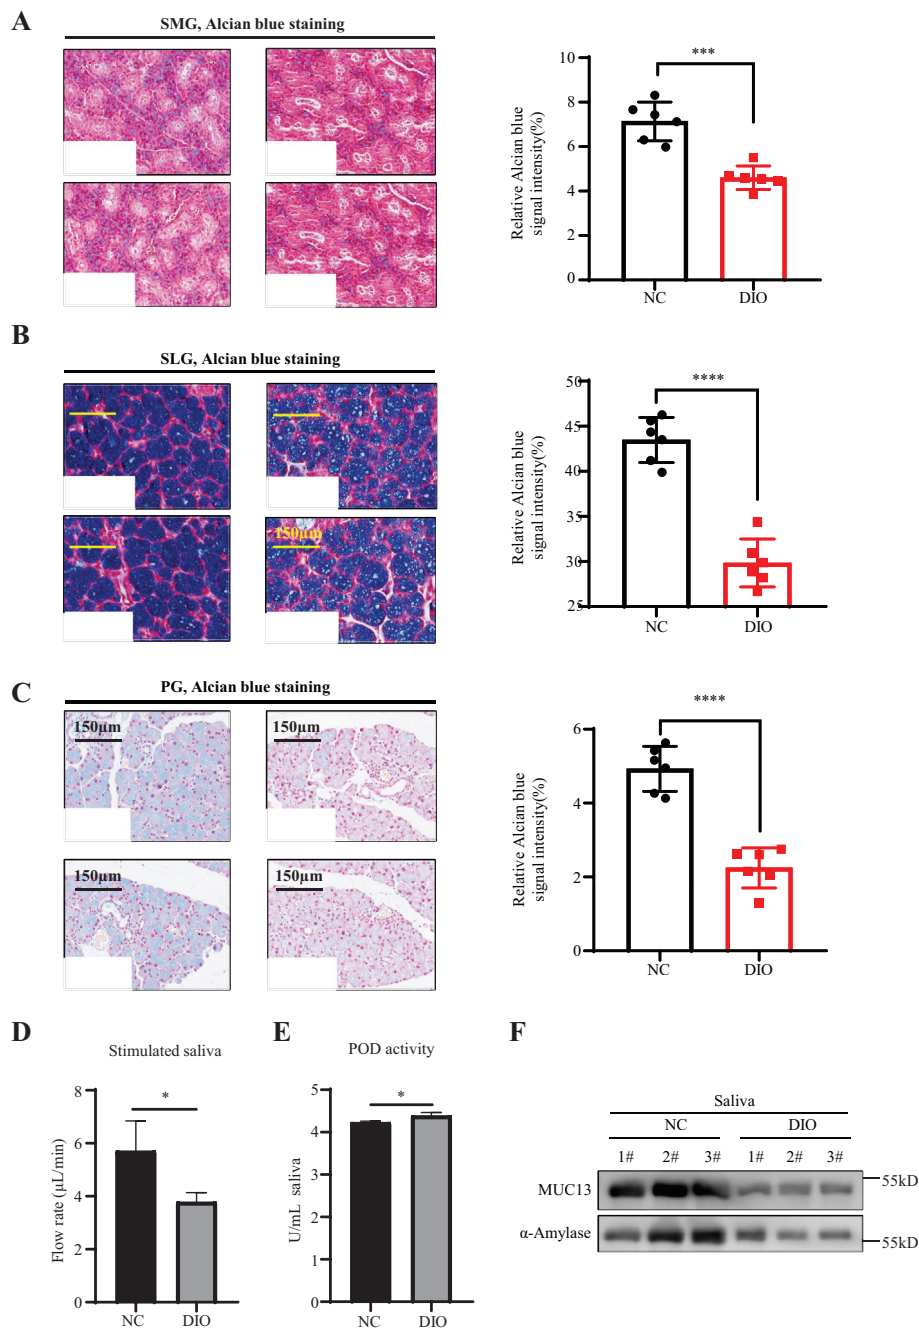 A
SMG, Alcian blue staining
Relative Alcian blue
signal intensity(%)
10
8
6
4
2
0
***
NC
DIO
B
SLG, Alcian blue staining
150μm
Relative Alcian blue
signal intensity(%)
50
45
40
35
30
25
****
NC
DIO
C
PG, Alcian blue staining
150μm
150μm
150μm
150μm
Relative Alcian blue
signal intensity(%)
6
4
2
0
****
NC
DIO
D
Stimulated saliva
Flow rate (μL/min)
8
6
4
2
0
*
NC
DIO
E
POD activity
U/mL saliva
5
4
3
2
1
0
*
NC
DIO
F
Saliva
NC DIO
1# 2# 3# 1# 2# 3#
MUC13 55kD
α-Amylase 55kD